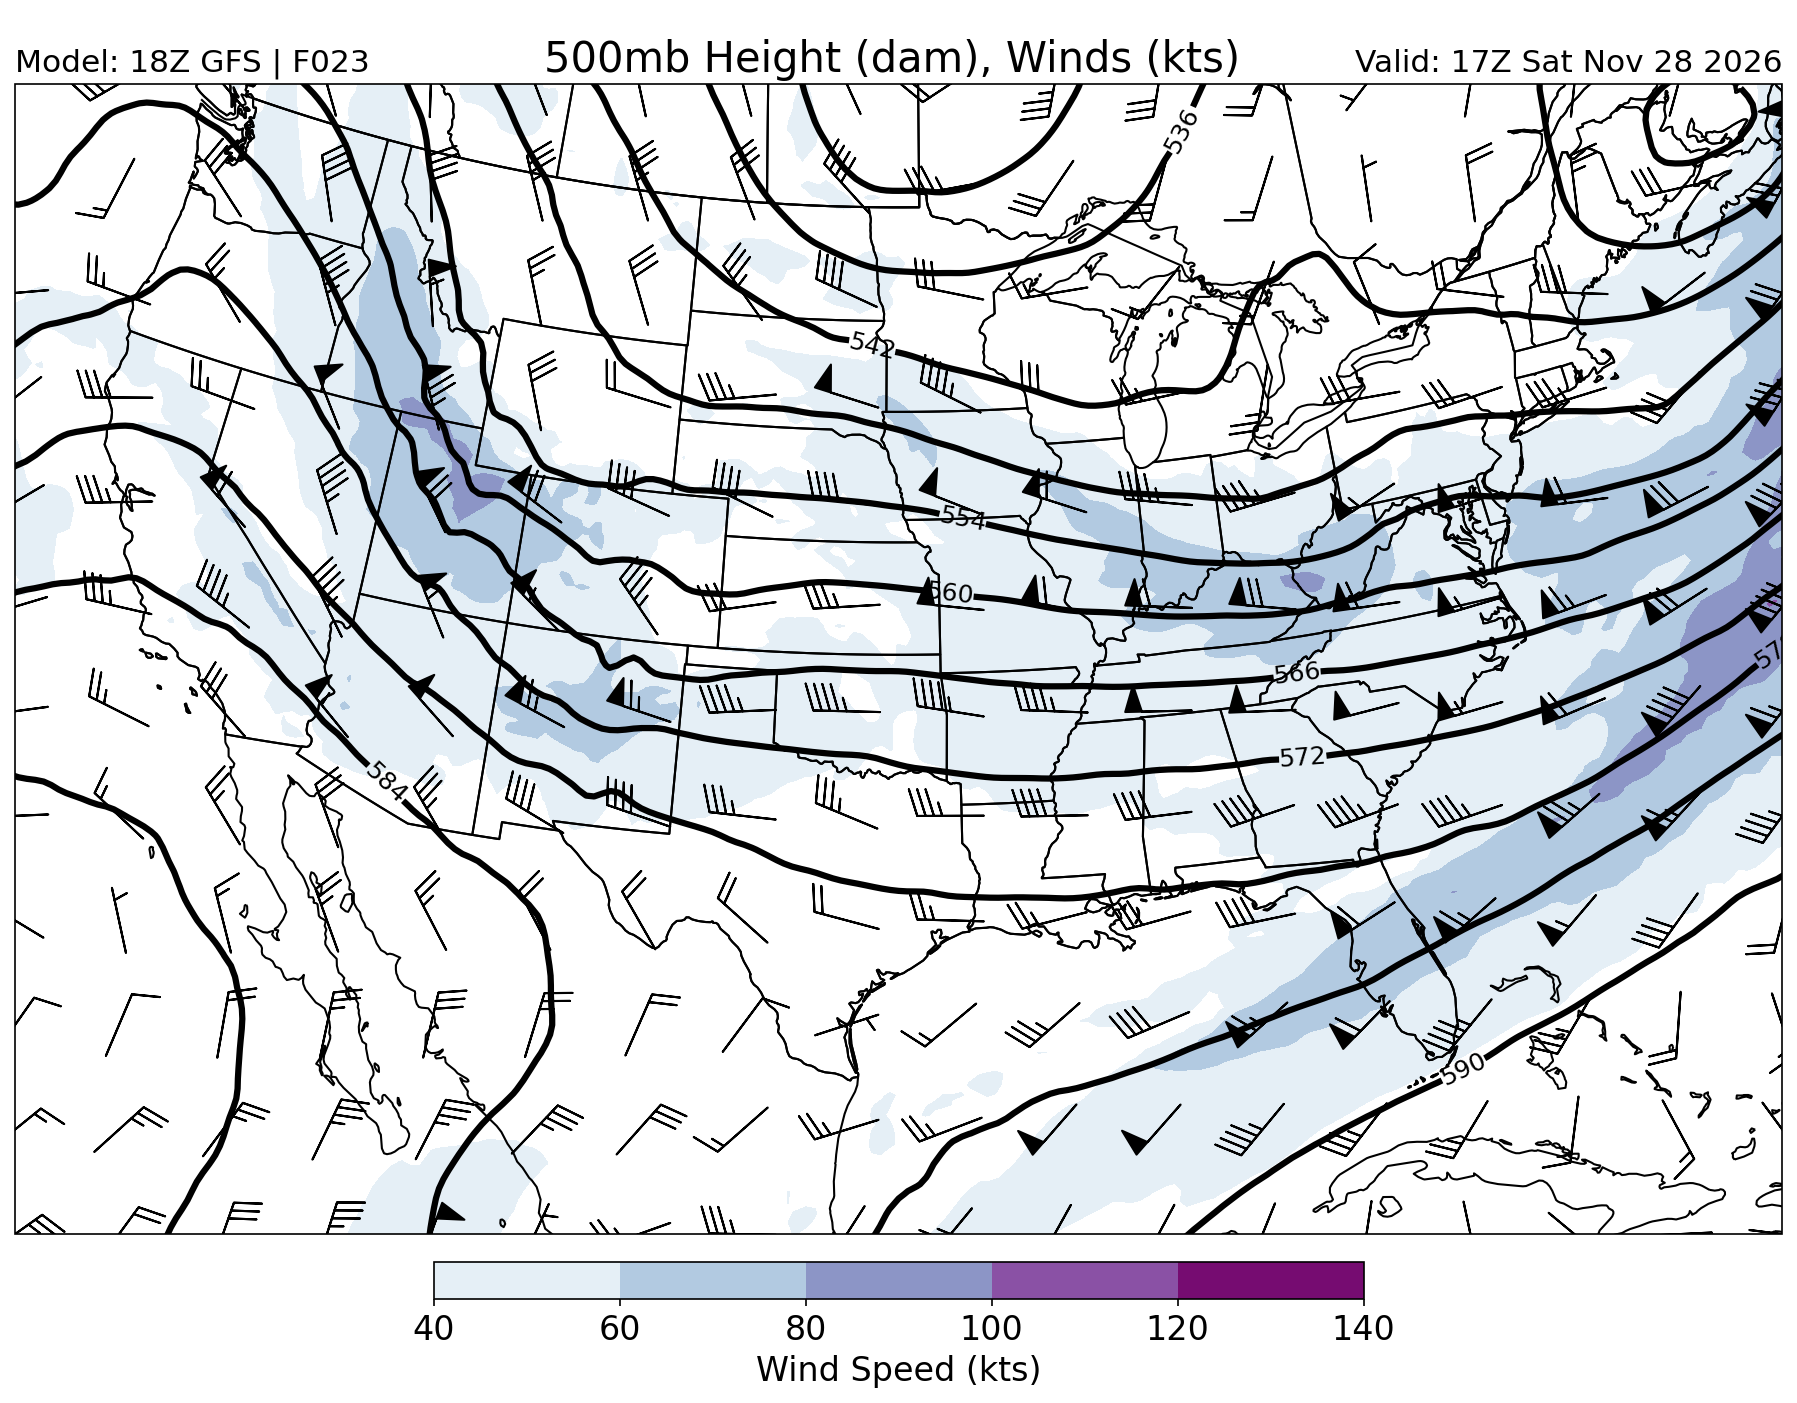 Model: 18Z GFS | F023
500mb Height (dam), Winds (kts)
Valid: 17Z Sat Nov 28 2026
536
542
554
560
566
572
584
590
40 60 80 100 120 140
Wind Speed (kts)